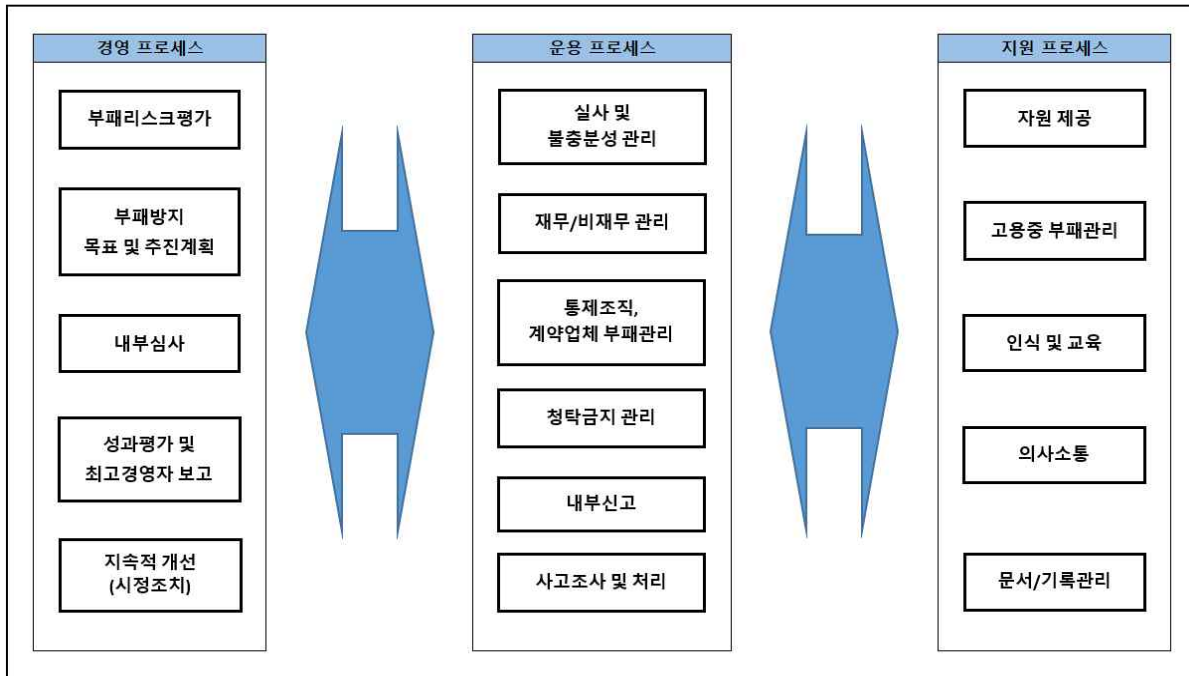 경영 프로세스
부패리스크평가
부패방지
목표 및 추진계획
내부심사
성과평가 및
최고경영자 보고
지속적 개선
(시정조치)
운용 프로세스
실사 및
불충분성 관리
재무/비재무 관리
통제조직,
계약업체 부패관리
청탁금지 관리
내부신고
사고조사 및 처리
지원 프로세스
자원 제공
고용중 부패관리
인식 및 교육
의사소통
문서/기록관리